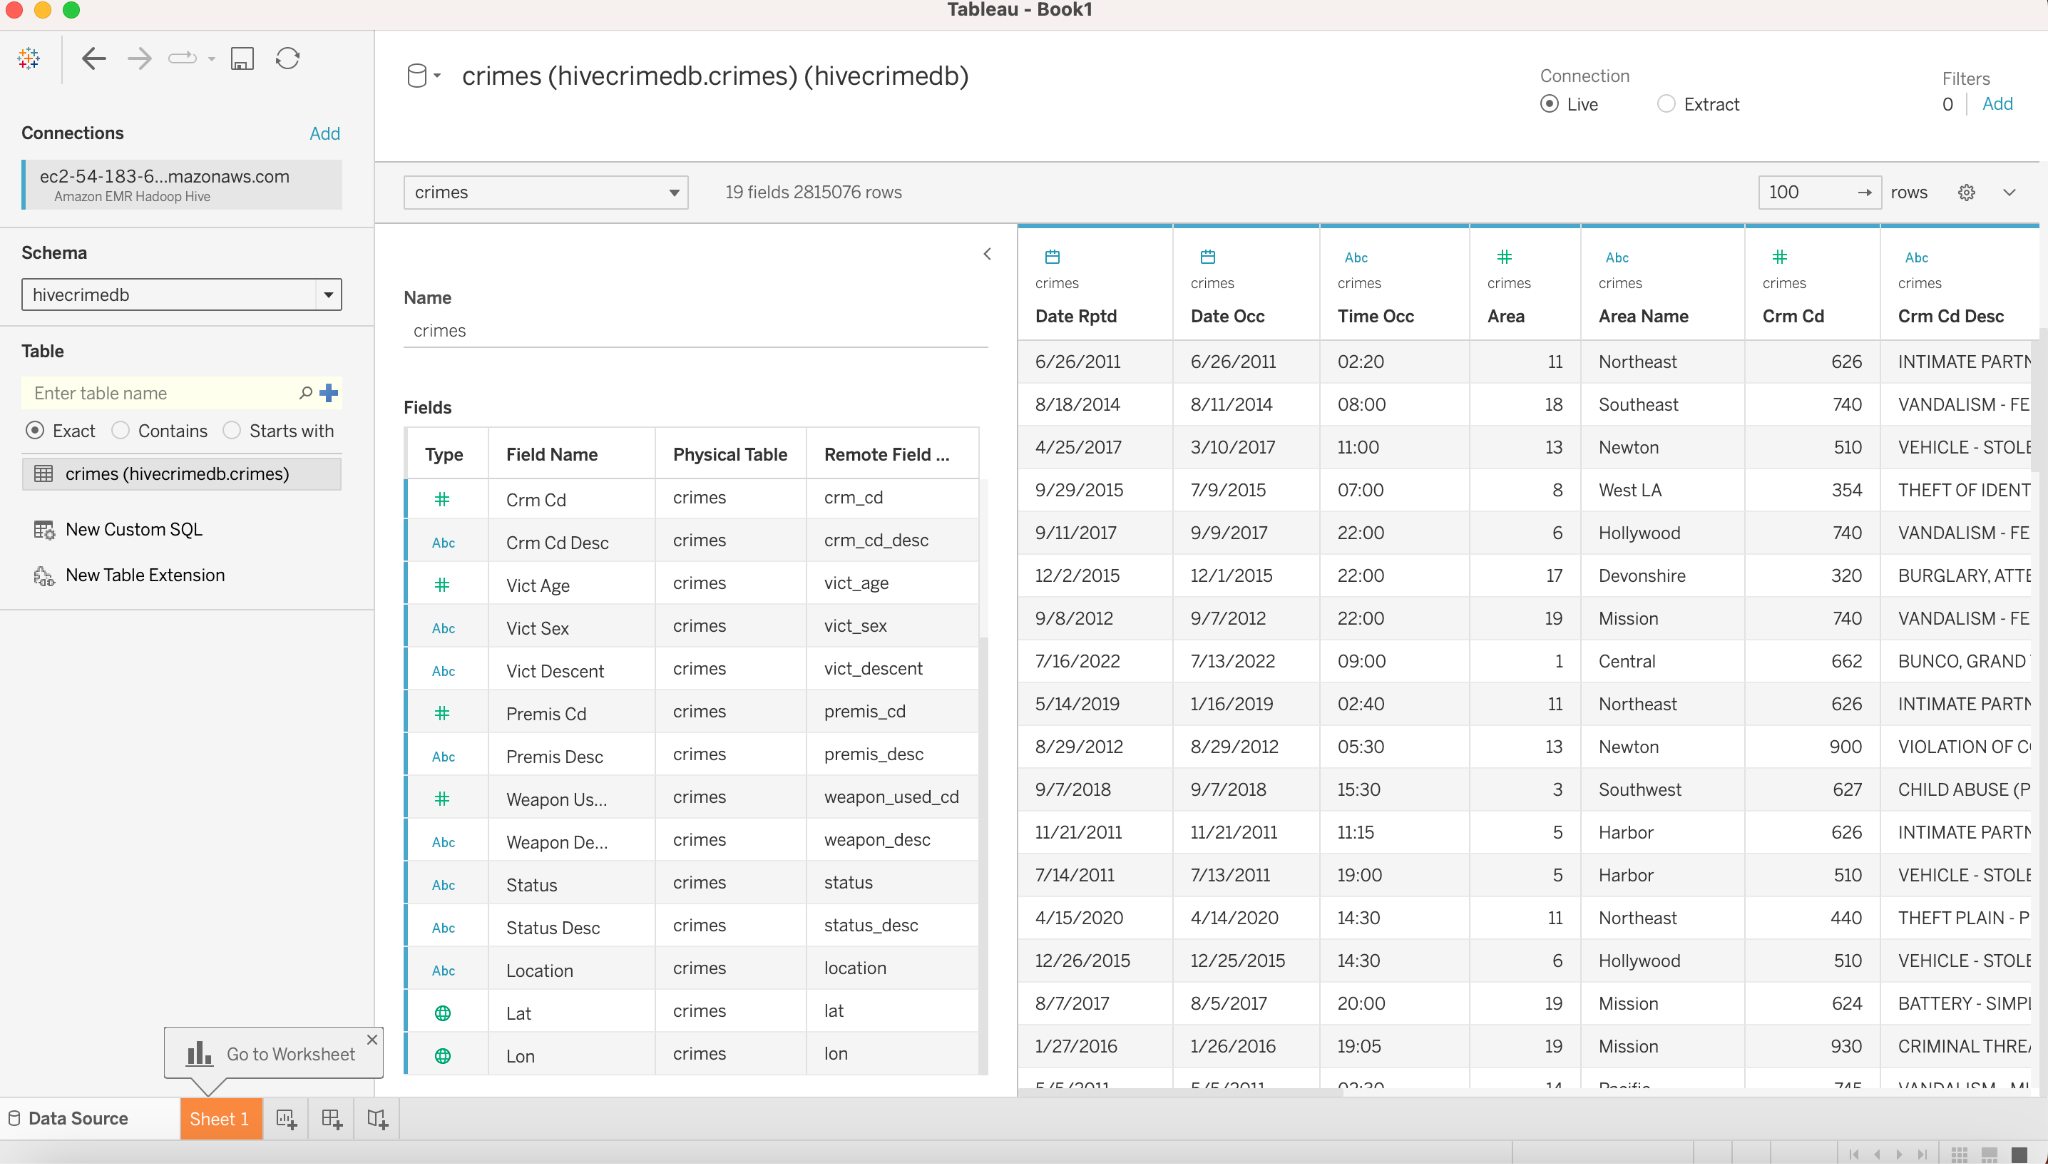 Tableau - Book1
Connections Add
ec2-54-183-6...mazonaws.com
Amazon EMR Hadoop Hive
Schema
hivecrimedb
Table
Enter table name
Exact Contains Starts with
crimes (hivecrimedb.crimes)
New Custom SQL
New Table Extension
crimes (hivecrimedb.crimes) (hivecrimedb)
Connection
Live Extract
Filters
0 Add
crimes 19 fields 2815076 rows 100 rows
Name
crimes
Fields
Type Field Name Physical Table Remote Field ...
Crm Cd crimes crm_cd
Abc Crm Cd Desc crimes crm_cd_desc
Vict Age crimes vict_age
Abc Vict Sex crimes vict_sex
Abc Vict Descent crimes vict_descent
Premis Cd crimes premis_cd
Abc Premis Desc crimes premis_desc
Weapon Us... crimes weapon_used_cd
Abc Weapon De... crimes weapon_desc
Abc Status crimes status
Abc Status Desc crimes status_desc
Abc Location crimes location
Lat crimes lat
Lon crimes lon
Abc Abc Abc
crimes crimes crimes crimes crimes crimes crimes
Date Rptd Date Occ Time Occ Area Area Name Crm Cd Crm Cd Desc
6/26/2011 6/26/2011 02:20 11 Northeast 626 INTIMATE PARTN
8/18/2014 8/11/2014 08:00 18 Southeast 740 VANDALISM - FE
4/25/2017 3/10/2017 11:00 13 Newton 510 VEHICLE - STOLE
9/29/2015 7/9/2015 07:00 8 West LA 354 THEFT OF IDENT
9/11/2017 9/9/2017 22:00 6 Hollywood 740 VANDALISM - FE
12/2/2015 12/1/2015 22:00 17 Devonshire 320 BURGLARY, ATTE
9/8/2012 9/7/2012 22:00 19 Mission 740 VANDALISM - FE
7/16/2022 7/13/2022 09:00 1 Central 662 BUNCO, GRAND
5/14/2019 1/16/2019 02:40 11 Northeast 626 INTIMATE PARTN
8/29/2012 8/29/2012 05:30 13 Newton 900 VIOLATION OF C
9/7/2018 9/7/2018 15:30 3 Southwest 627 CHILD ABUSE (P
11/21/2011 11/21/2011 11:15 5 Harbor 626 INTIMATE PARTN
7/14/2011 7/13/2011 19:00 5 Harbor 510 VEHICLE - STOLE
4/15/2020 4/14/2020 14:30 11 Northeast 440 THEFT PLAIN - P
12/26/2015 12/25/2015 14:30 6 Hollywood 510 VEHICLE - STOLE
8/7/2017 8/5/2017 20:00 19 Mission 624 BATTERY - SIMPL
1/27/2016 1/26/2016 19:05 19 Mission 930 CRIMINAL THREA
5/5/2011 5/5/2011 02:30 14 Pacific 745 VANDALISM - MI
Go to Worksheet
Data Source Sheet 1